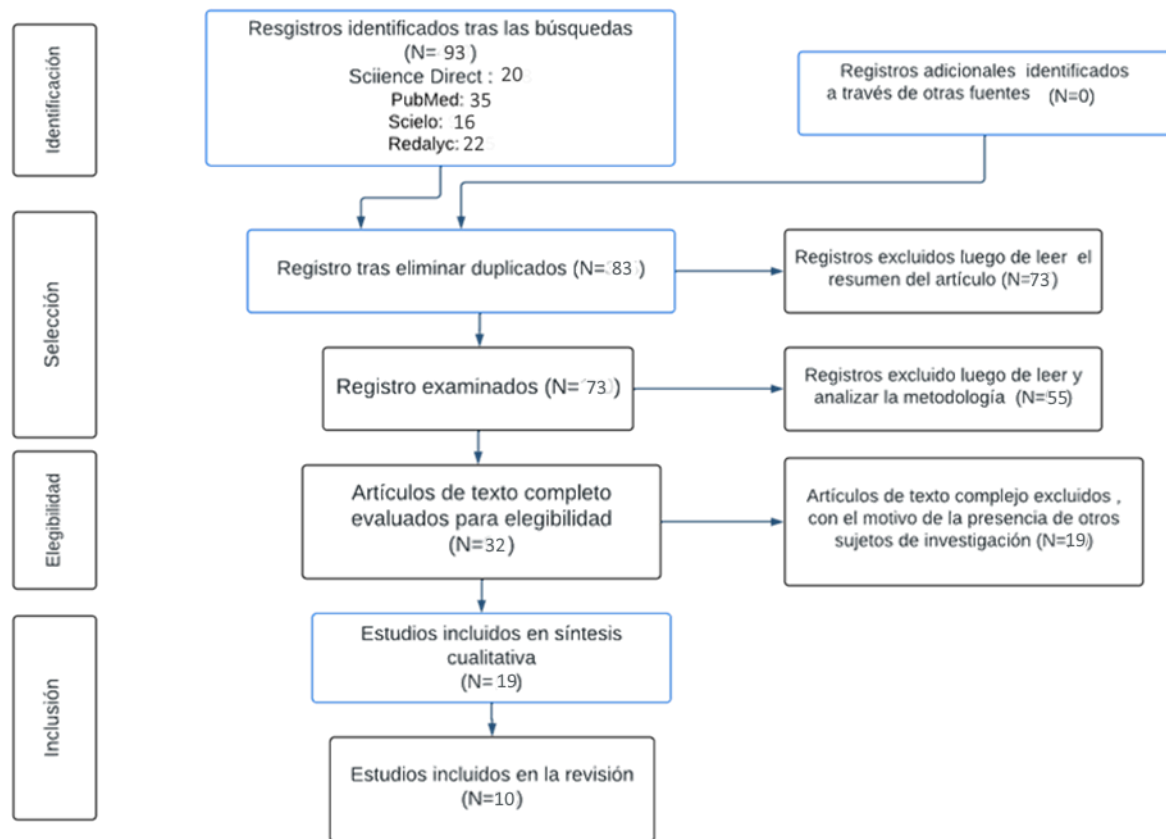 Identificación
Resgistros identificados tras las búsquedas
(N= 93 )
Sciience Direct : 20
PubMed: 35
Scielo: 16
Redalyc: 22
Registros adicionales identificados
a través de otras fuentes (N=0)
Selección
Registro tras eliminar duplicados (N= 83 )
Registros excluidos luego de leer el
resumen del artículo (N=73)
Registro examinados (N= 73 )
Registros excluido luego de leer y
analizar la metodología (N=55)
Elegibilidad
Artículos de texto completo
evaluados para elegibilidad
(N=32)
Artículos de texto complejo excluidos ,
con el motivo de la presencia de otros
sujetos de investigación (N=19)
Inclusión
Estudios incluidos en síntesis
cualitativa
(N=19)
Estudios incluidos en la revisión
(N=10)